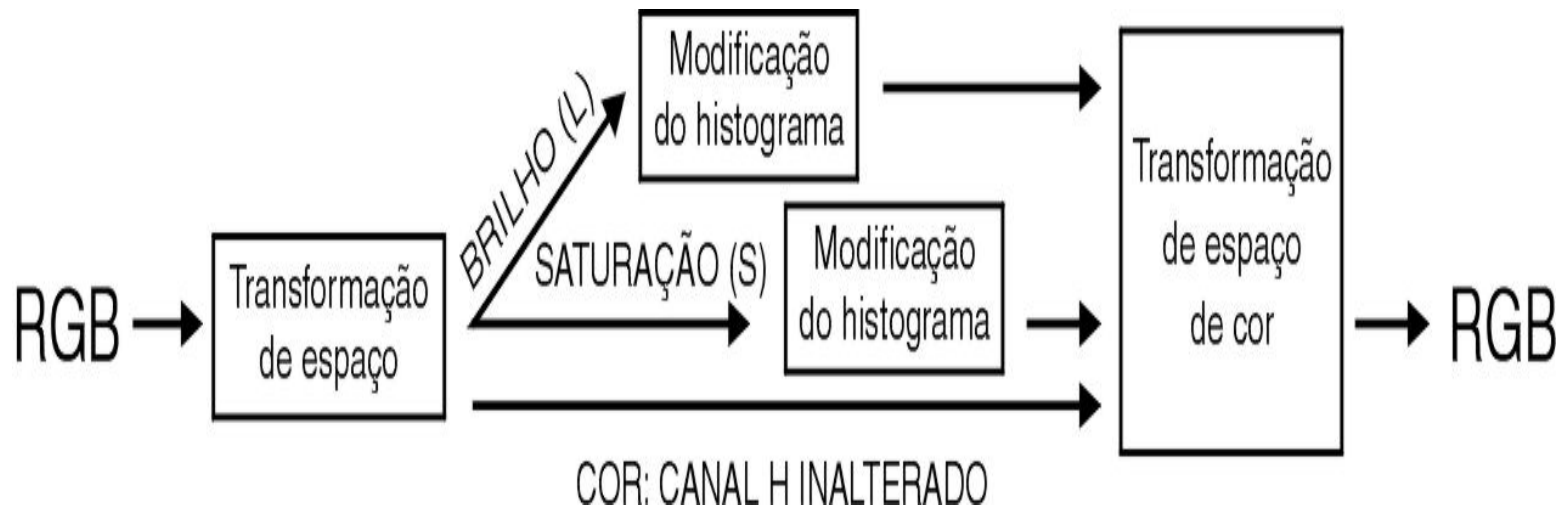 RGB
Transformação
de espaço
BRILHO (L)
Modificação
do histograma
SATURAÇÃO (S)
Modificação
do histograma
COR: CANAL H INALTERADO
Transformação
de espaço
de cor
RGB